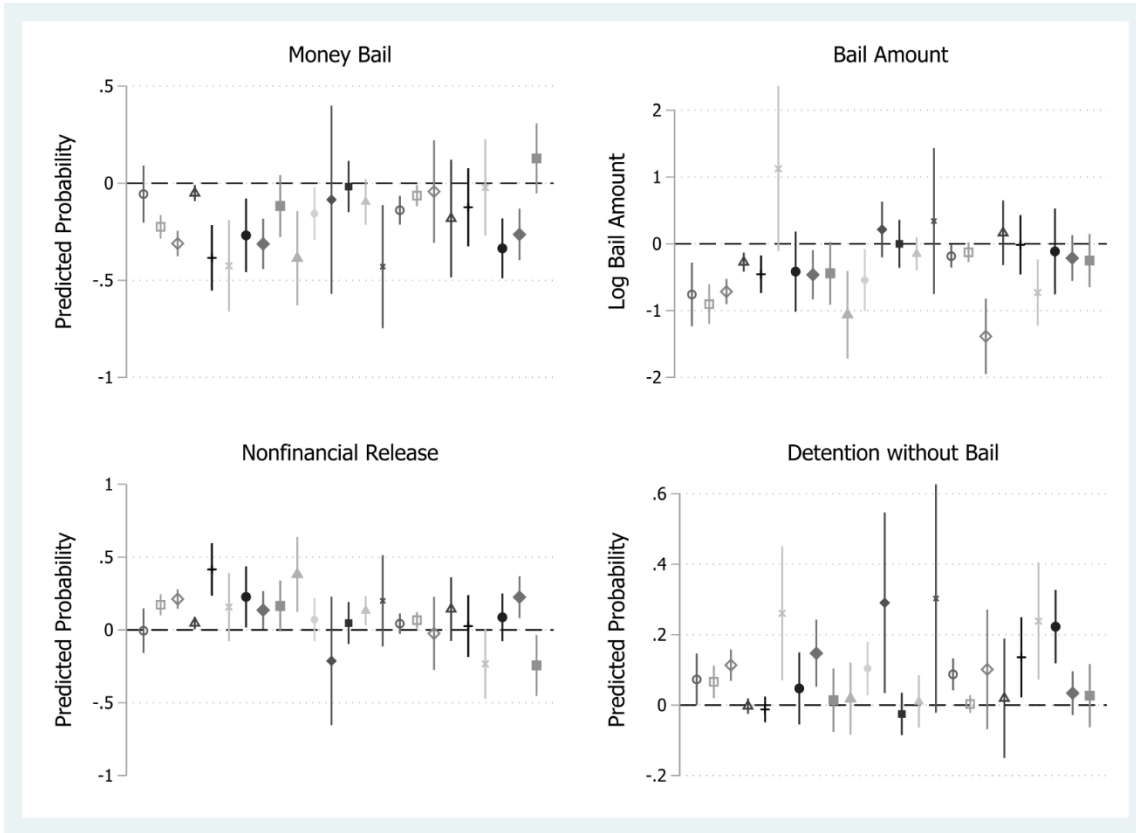 Money Bail
Predicted Probability
.5
0
-.5
-1
Bail Amount
Log Bail Amount
2
1
0
-1
-2
Nonfinancial Release
Predicted Probability
1
.5
0
-.5
-1
Detention without Bail
Predicted Probability
.6
.4
.2
0
-.2